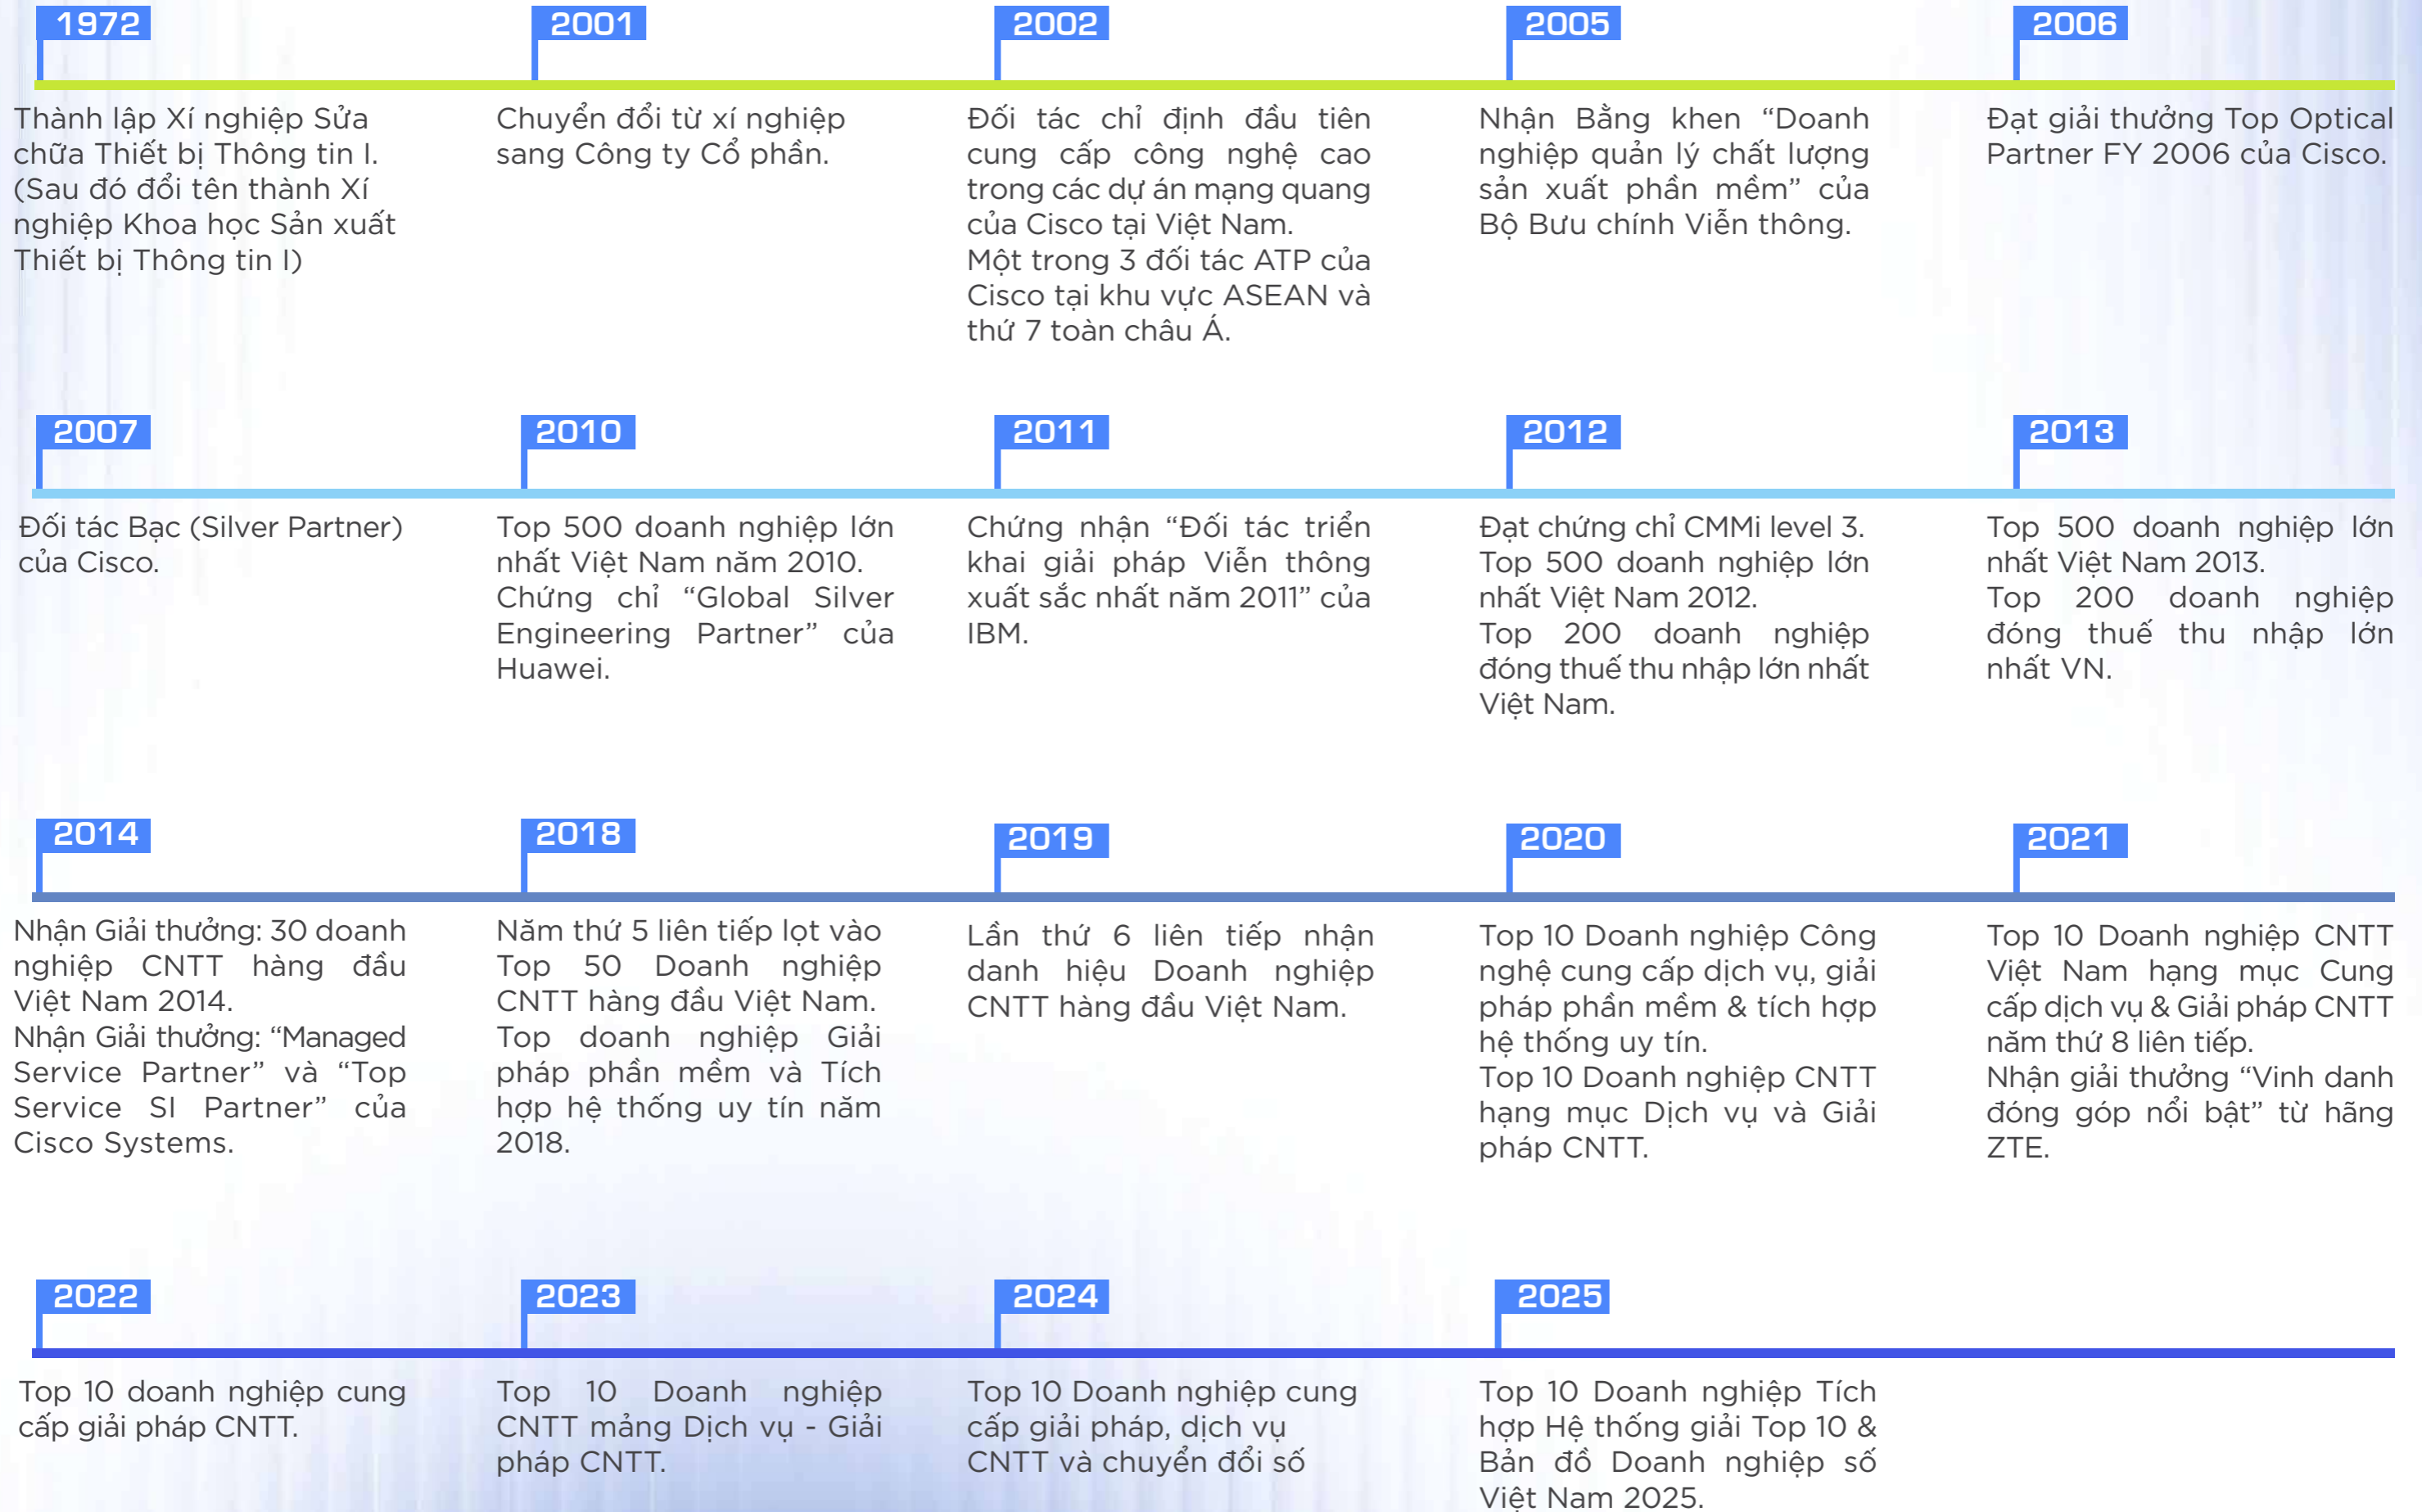 1972
Thành lập Xí nghiệp Sửa
chữa Thiết bị Thông tin I.
(Sau đó đổi tên thành Xí
nghiệp Khoa học Sản xuất
Thiết bị Thông tin I)
2001
Chuyển đổi từ xí nghiệp
sang Công ty Cổ phần.
2002
Đối tác chỉ định đầu tiên
cung cấp công nghệ cao
trong các dự án mạng quang
của Cisco tại Việt Nam.
Một trong 3 đối tác ATP của
Cisco tại khu vực ASEAN và
thứ 7 toàn châu Á.
2005
Nhận Bằng khen “Doanh
nghiệp quản lý chất lượng
sản xuất phần mềm” của
Bộ Bưu chính Viễn thông.
2006
Đạt giải thưởng Top Optical
Partner FY 2006 của Cisco.
2007
Đối tác Bạc (Silver Partner)
của Cisco.
2010
Top 500 doanh nghiệp lớn
nhất Việt Nam năm 2010.
Chứng chỉ “Global Silver
Engineering Partner” của
Huawei.
2011
Chứng nhận “Đối tác triển
khai giải pháp Viễn thông
xuất sắc nhất năm 2011” của
IBM.
2012
Đạt chứng chỉ CMMi level 3.
Top 500 doanh nghiệp lớn
nhất Việt Nam 2012.
Top 200 doanh nghiệp
đóng thuế thu nhập lớn nhất
Việt Nam.
2013
Top 500 doanh nghiệp lớn
nhất Việt Nam 2013.
Top 200 doanh nghiệp
đóng thuế thu nhập lớn
nhất VN.
2014
Nhận Giải thưởng: 30 doanh
nghiệp CNTT hàng đầu
Việt Nam 2014.
Nhận Giải thưởng: “Managed
Service Partner” và “Top
Service SI Partner” của
Cisco Systems.
2018
Năm thứ 5 liên tiếp lọt vào
Top 50 Doanh nghiệp
CNTT hàng đầu Việt Nam.
Top doanh nghiệp Giải
pháp phần mềm và Tích
hợp hệ thống uy tín năm
2018.
2019
Lần thứ 6 liên tiếp nhận
danh hiệu Doanh nghiệp
CNTT hàng đầu Việt Nam.
2020
Top 10 Doanh nghiệp Công
nghệ cung cấp dịch vụ, giải
pháp phần mềm & tích hợp
hệ thống uy tín.
Top 10 Doanh nghiệp CNTT
hạng mục Dịch vụ và Giải
pháp CNTT.
2021
Top 10 Doanh nghiệp CNTT
Việt Nam hạng mục Cung
cấp dịch vụ & Giải pháp CNTT
năm thứ 8 liên tiếp.
Nhận giải thưởng “Vinh danh
đóng góp nổi bật” từ hãng
ZTE.
2022
Top 10 doanh nghiệp cung
cấp giải pháp CNTT.
2023
Top 10 Doanh nghiệp
CNTT mảng Dịch vụ - Giải
pháp CNTT.
2024
Top 10 Doanh nghiệp cung
cấp giải pháp, dịch vụ
CNTT và chuyển đổi số
2025
Top 10 Doanh nghiệp Tích
hợp Hệ thống giải Top 10 &
Bản đồ Doanh nghiệp số
Việt Nam 2025.